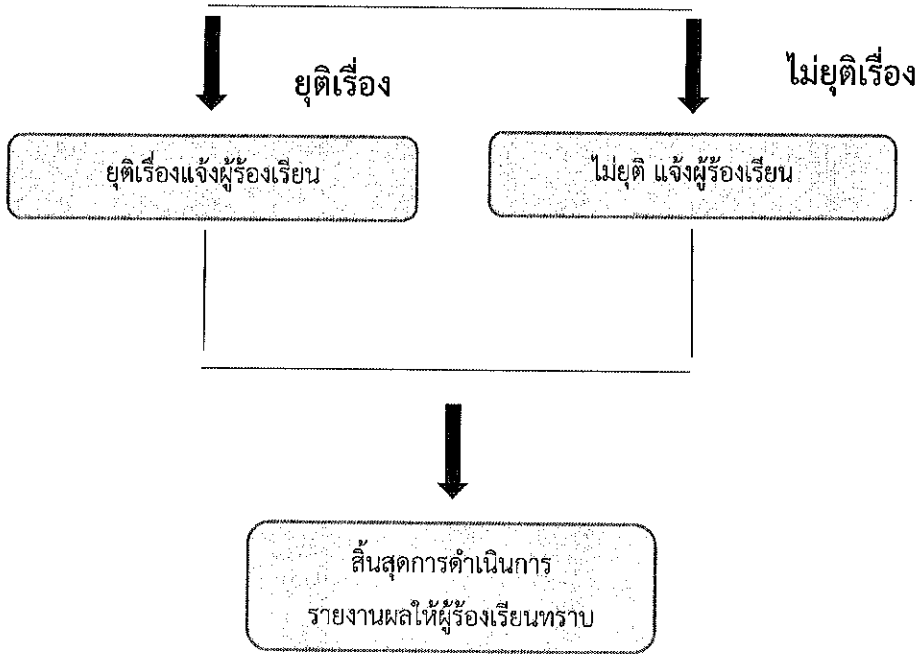 ยุติเรื่อง
ไม่ยุติเรื่อง
ยุติเรื่องแจ้งผู้ร้องเรียน
ไม่ยุติ แจ้งผู้ร้องเรียน
สิ้นสุดการดำเนินการ
รายงานผลให้ผู้ร้องเรียนทราบ